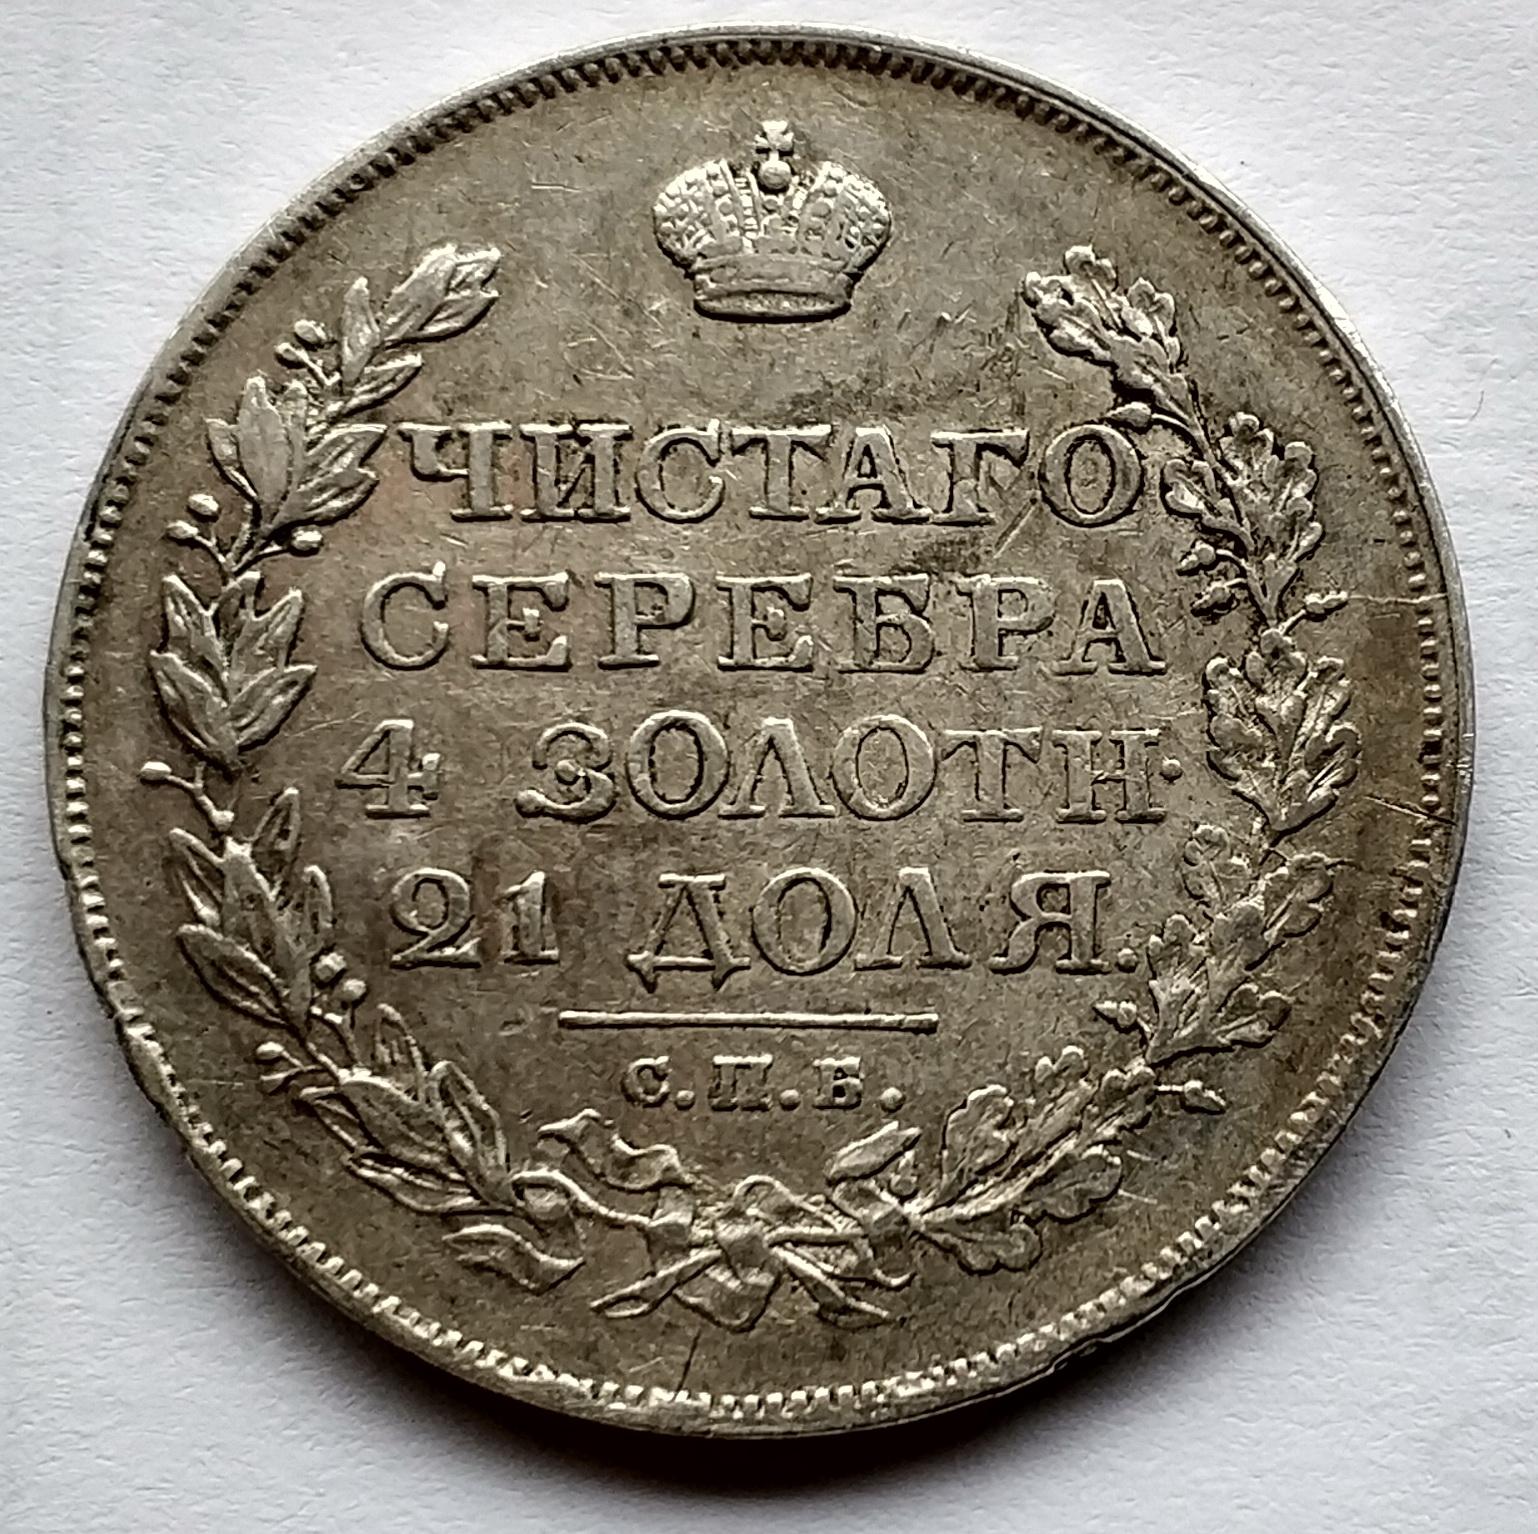 ЧИСТАГО
СЕРЕБРА
4 ЗОЛОТН·
21 ДОЛЯ.
С.П.Б.